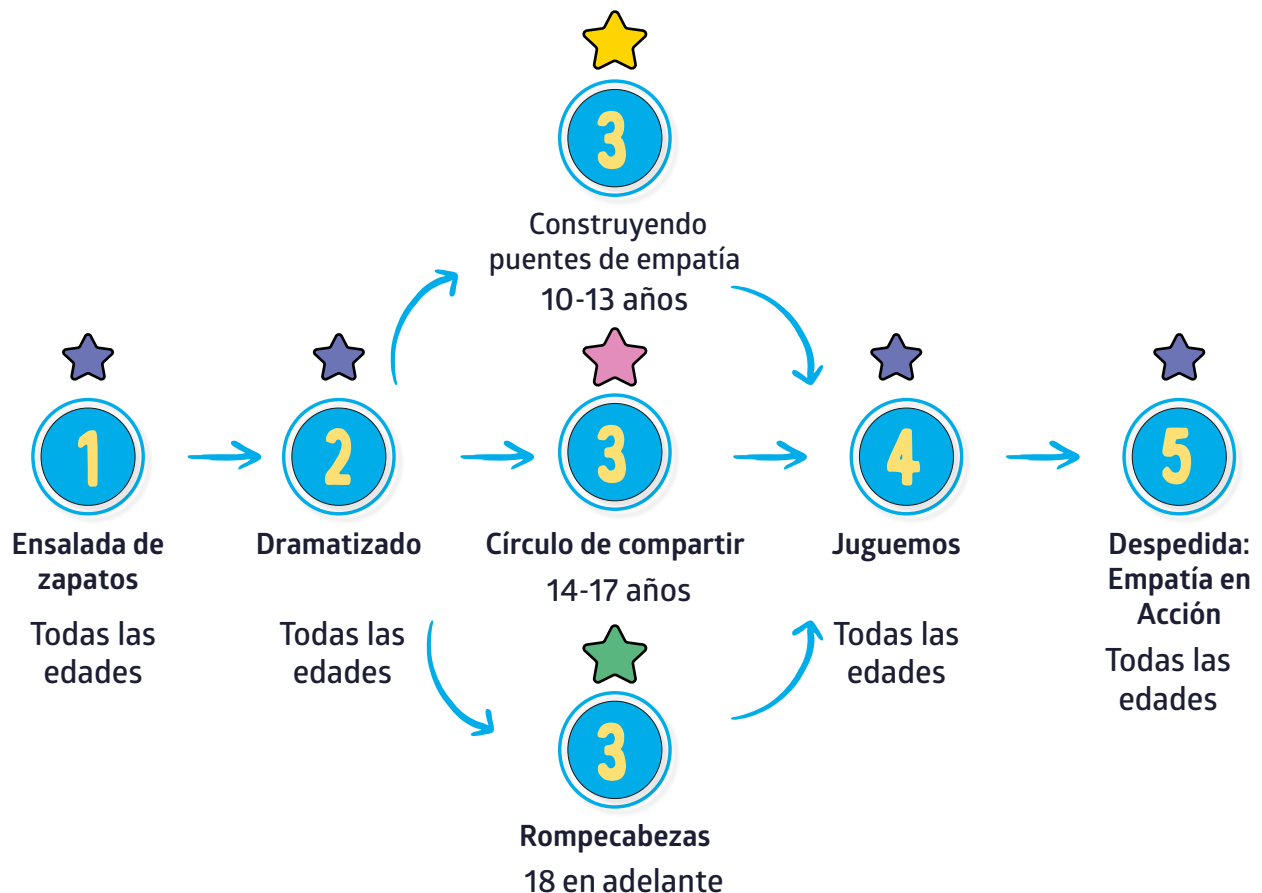 3
Construyendo
puentes de empatía
10-13 años
1
Ensalada de
zapatos
Todas las
edades
2
Dramatizado
Todas las
edades
3
Círculo de compartir
14-17 años
3
Rompecabezas
18 en adelante
4
Juguemos
Todas las
edades
5
Despedida:
Empatía en
Acción
Todas las
edades